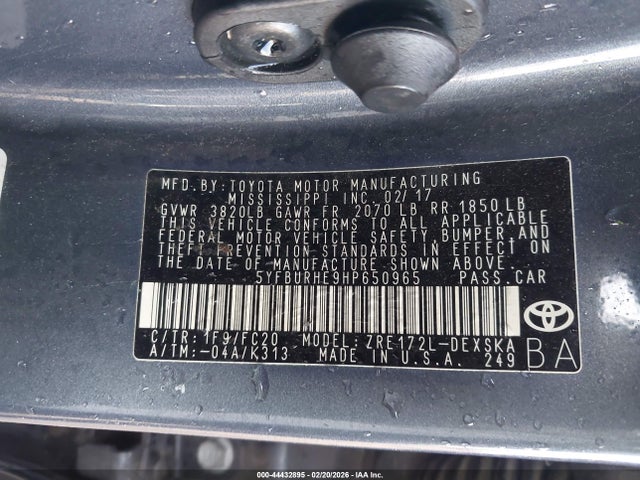 MFD. BY: TOYOTA MOTOR MANUFACTURING
MISSISSIPPI INC. 02/17
GVWR 3820LB GAWR FR 2070 LB RR 1850 LB
THIS VEHICLE CONFORMS TO ALL APPLICABLE
FEDERAL MOTOR VEHICLE SAFETY, BUMPER AND
THEFT PREVENTION STANDARDS IN EFFECT ON
THE DATE OF MANUFACTURE SHOWN ABOVE.
5YFBURHE9HP650965 PASS.CAR
C/TR: 1F9/FC20 MODEL: ZRE172L-DEXSKA
A/TM: -04A/K313 MADE IN U.S.A. 249
BA
000-44432895 - 02/20/2026 - IAA Inc.